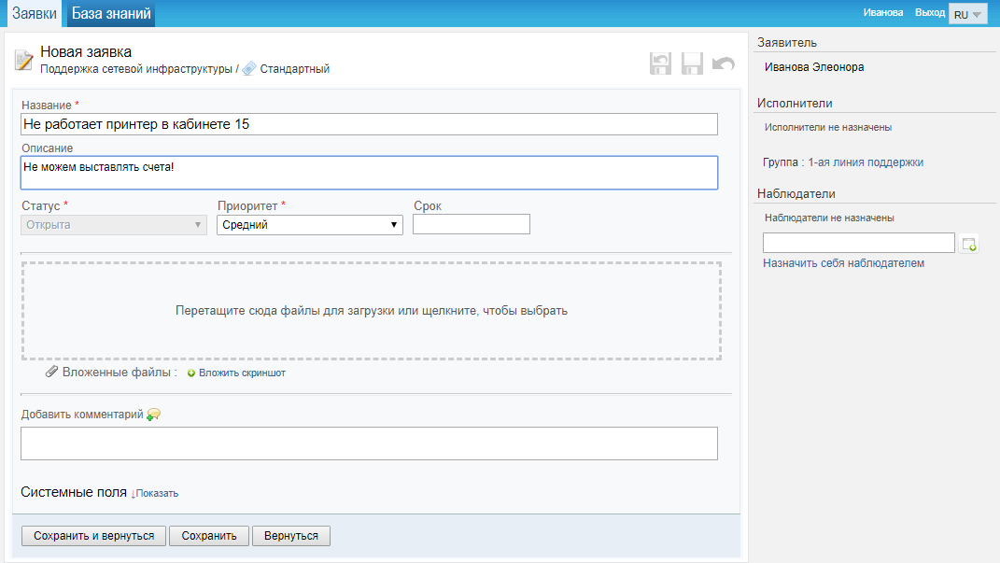 Заявки База знаний Иванова Выход RU
Новая заявка
Поддержка сетевой инфраструктуры / Стандартный
Название *
Не работает принтер в кабинете 15
Описание
Не можем выставлять счета!
Статус * Приоритет * Срок
Открыта Средний
Перетащите сюда файлы для загрузки или щелкните, чтобы выбрать
Вложенные файлы : Вложить скриншот
Добавить комментарий
Системные поля ↓Показать
Сохранить и вернуться Сохранить Вернуться
Заявитель
Иванова Элеонора
Исполнители
Исполнители не назначены
Группа : 1-ая линия поддержки
Наблюдатели
Наблюдатели не назначены
Назначить себя наблюдателем